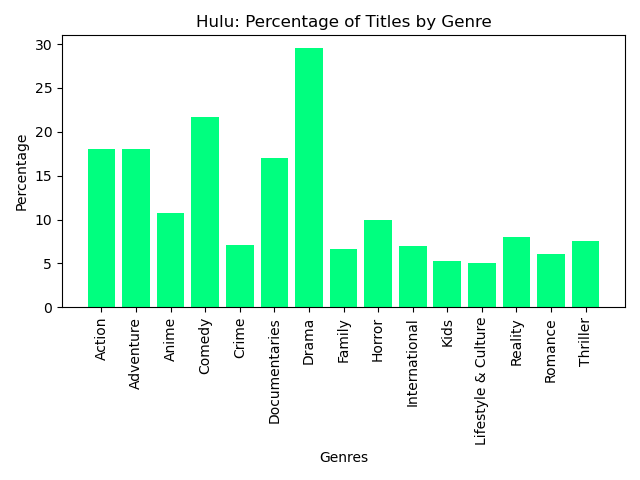 Hulu: Percentage of Titles by Genre
Percentage
30
25
20
15
10
5
0
Action
Adventure
Anime
Comedy
Crime
Documentaries
Drama
Family
Horror
International
Kids
Lifestyle & Culture
Reality
Romance
Thriller
Genres